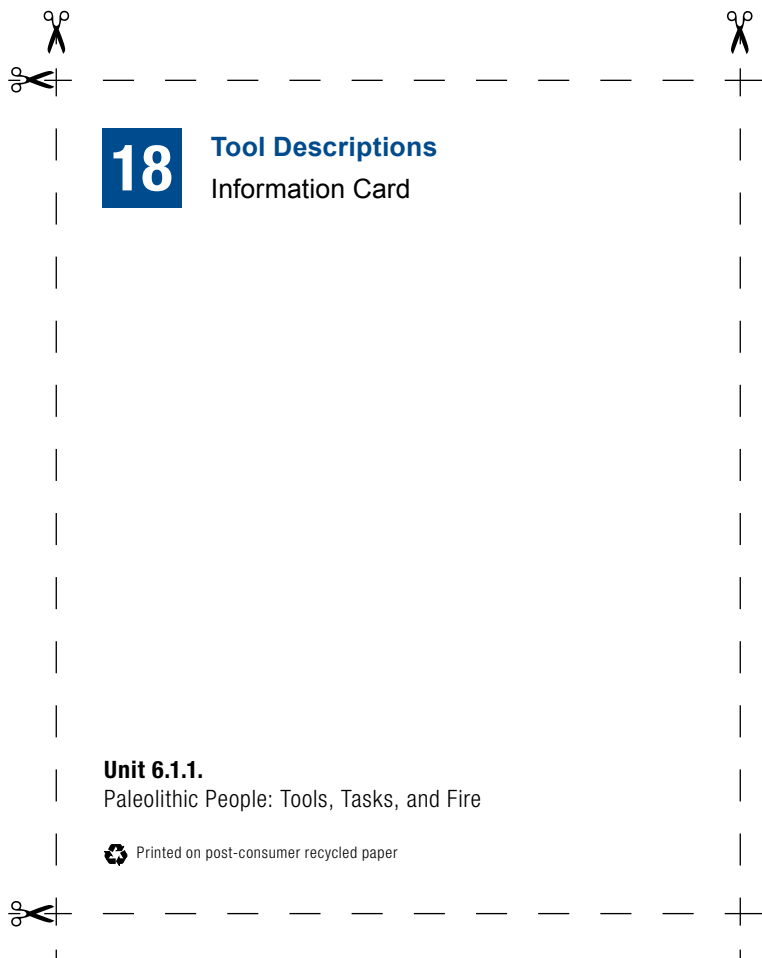 18
Tool Descriptions
Information Card
Unit 6.1.1.
Paleolithic People: Tools, Tasks, and Fire
Printed on post-consumer recycled paper